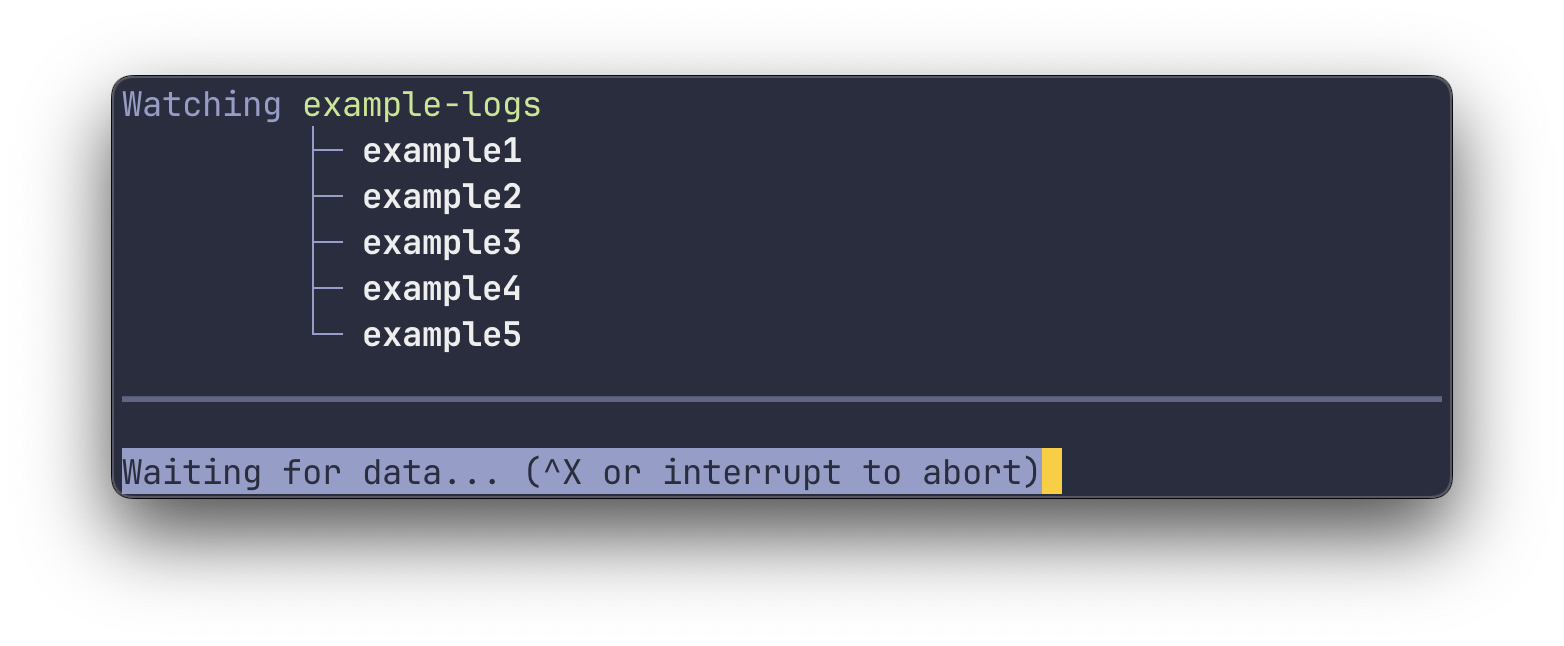 Watching example-logs
example1
example2
example3
example4
example5
Waiting for data... (^X or interrupt to abort)